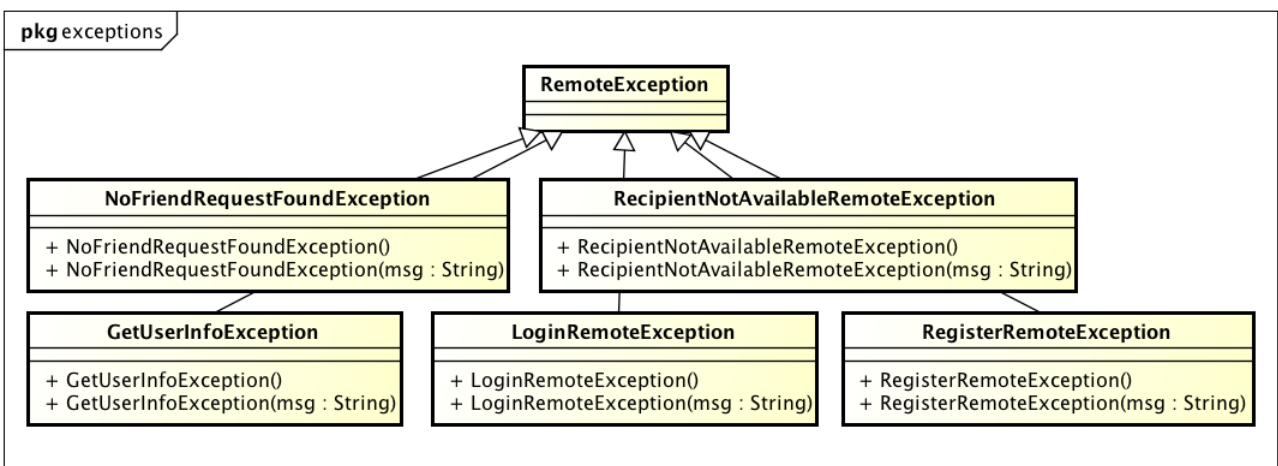 pkg exceptions
RemoteException
NoFriendRequestFoundException
+ NoFriendRequestFoundException()
+ NoFriendRequestFoundException(msg : String)
RecipientNotAvailableRemoteException
+ RecipientNotAvailableRemoteException()
+ RecipientNotAvailableRemoteException(msg : String)
GetUserInfoException
+ GetUserInfoException()
+ GetUserInfoException(msg : String)
LoginRemoteException
+ LoginRemoteException()
+ LoginRemoteException(msg : String)
RegisterRemoteException
+ RegisterRemoteException()
+ RegisterRemoteException(msg : String)